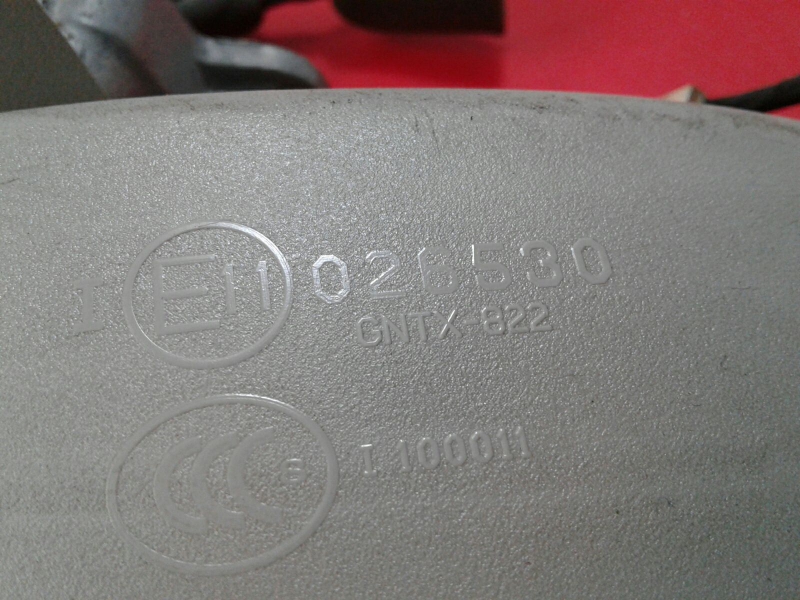 I E11 026530
GNTX-822
CCC S I 100011